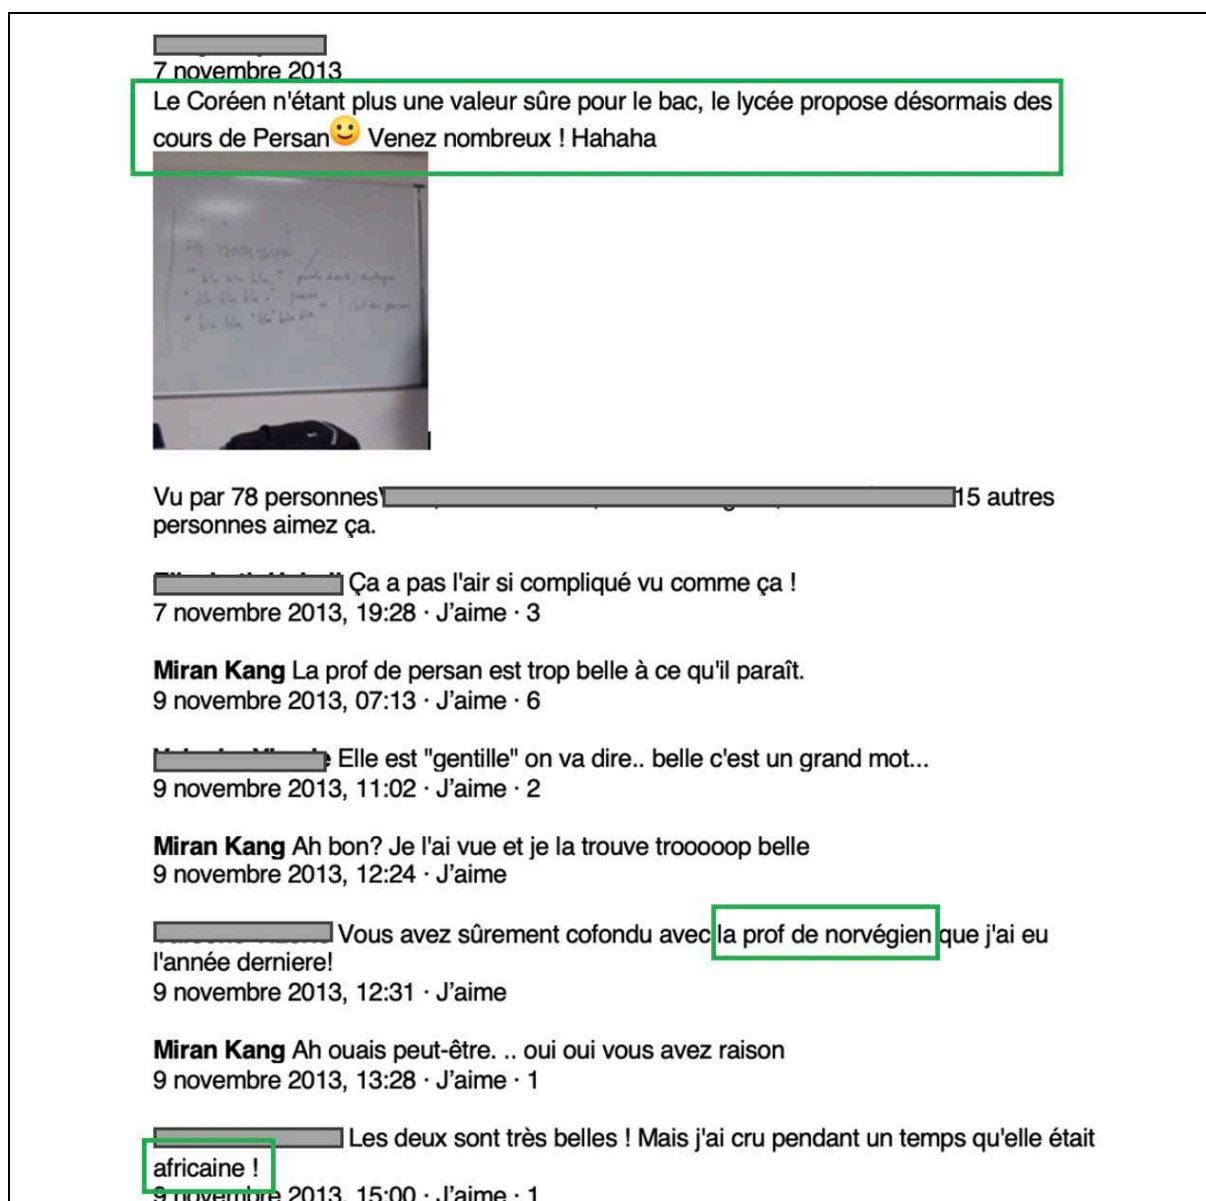 7 novembre 2013
Le Coréen n'étant plus une valeur sûre pour le bac, le lycée propose désormais des
cours de Persan🙂 Venez nombreux ! Hahaha
" bla bla bla. "
Vu par 78 personnes 15 autres
personnes aimez ça.
Ça a pas l'air si compliqué vu comme ça !
7 novembre 2013, 19:28 · J'aime · 3
Miran Kang La prof de persan est trop belle à ce qu'il paraît.
9 novembre 2013, 07:13 · J'aime · 6
Elle est "gentille" on va dire.. belle c'est un grand mot...
9 novembre 2013, 11:02 · J'aime · 2
Miran Kang Ah bon? Je l'ai vue et je la trouve trooooop belle
9 novembre 2013, 12:24 · J'aime
Vous avez sûrement cofondu avec la prof de norvégien que j'ai eu
l'année derniere!
9 novembre 2013, 12:31 · J'aime
Miran Kang Ah ouais peut-être. .. oui oui vous avez raison
9 novembre 2013, 13:28 · J'aime · 1
Les deux sont très belles ! Mais j'ai cru pendant un temps qu'elle était
africaine !
9 novembre 2013, 15:00 · J'aime · 1